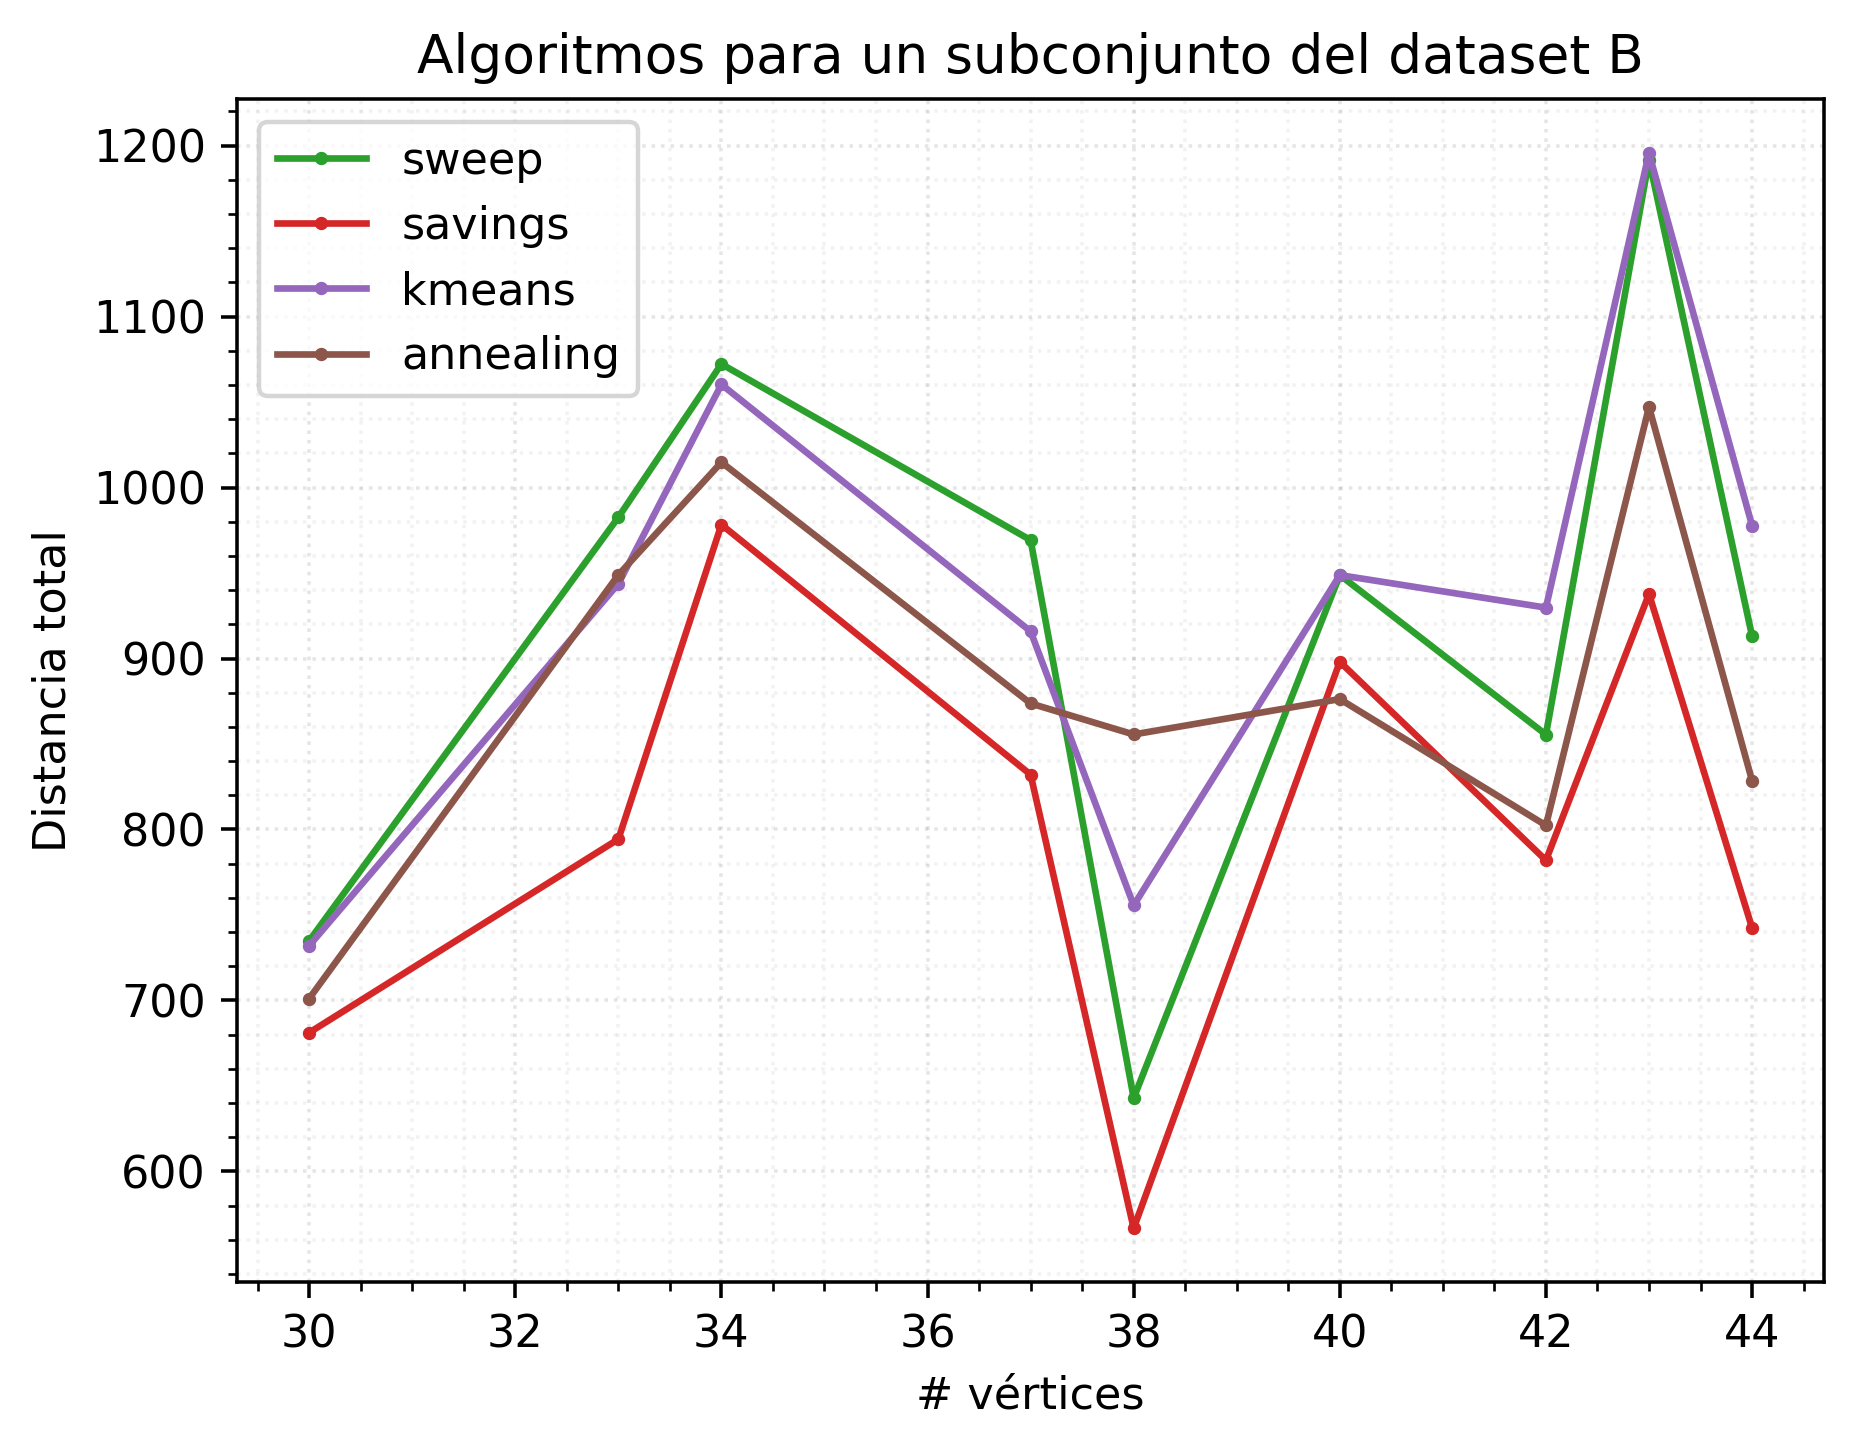 Algoritmos para un subconjunto del dataset B
sweep
savings
kmeans
annealing
1200
1100
1000
900
800
700
600
Distancia total
30 32 34 36 38 40 42 44
# vértices